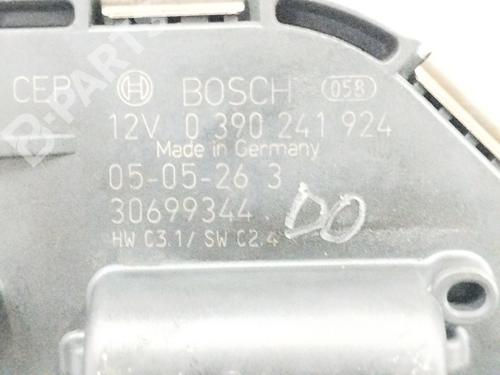 CEP BOSCH 058
12V 0 390 241 924
Made in Germany
05-05-26 3
30699344 DO
HW C3.1/ SW C2.4
B-PARTS